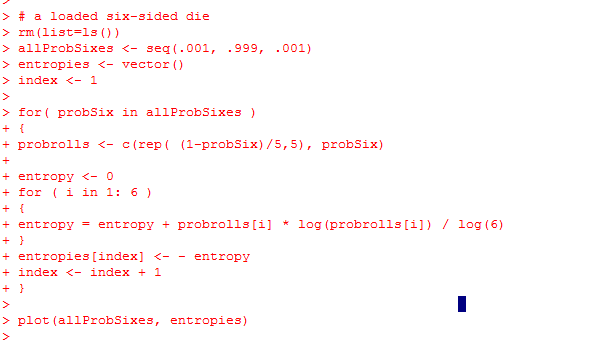 >
> # a loaded six-sided die
> rm(list=ls())
> allProbSixes <- seq(.001, .999, .001)
> entropies <- vector()
> index <- 1
>
> for( probSix in allProbSixes )
+ {
+ probrolls <- c(rep( (1-probSix)/5,5), probSix)
+
+ entropy <- 0
+ for ( i in 1: 6 )
+ {
+ entropy = entropy + probrolls[i] * log(probrolls[i]) / log(6)
+ }
+ entropies[index] <- - entropy
+ index <- index + 1
+ }
>
> plot(allProbSixes, entropies)
>